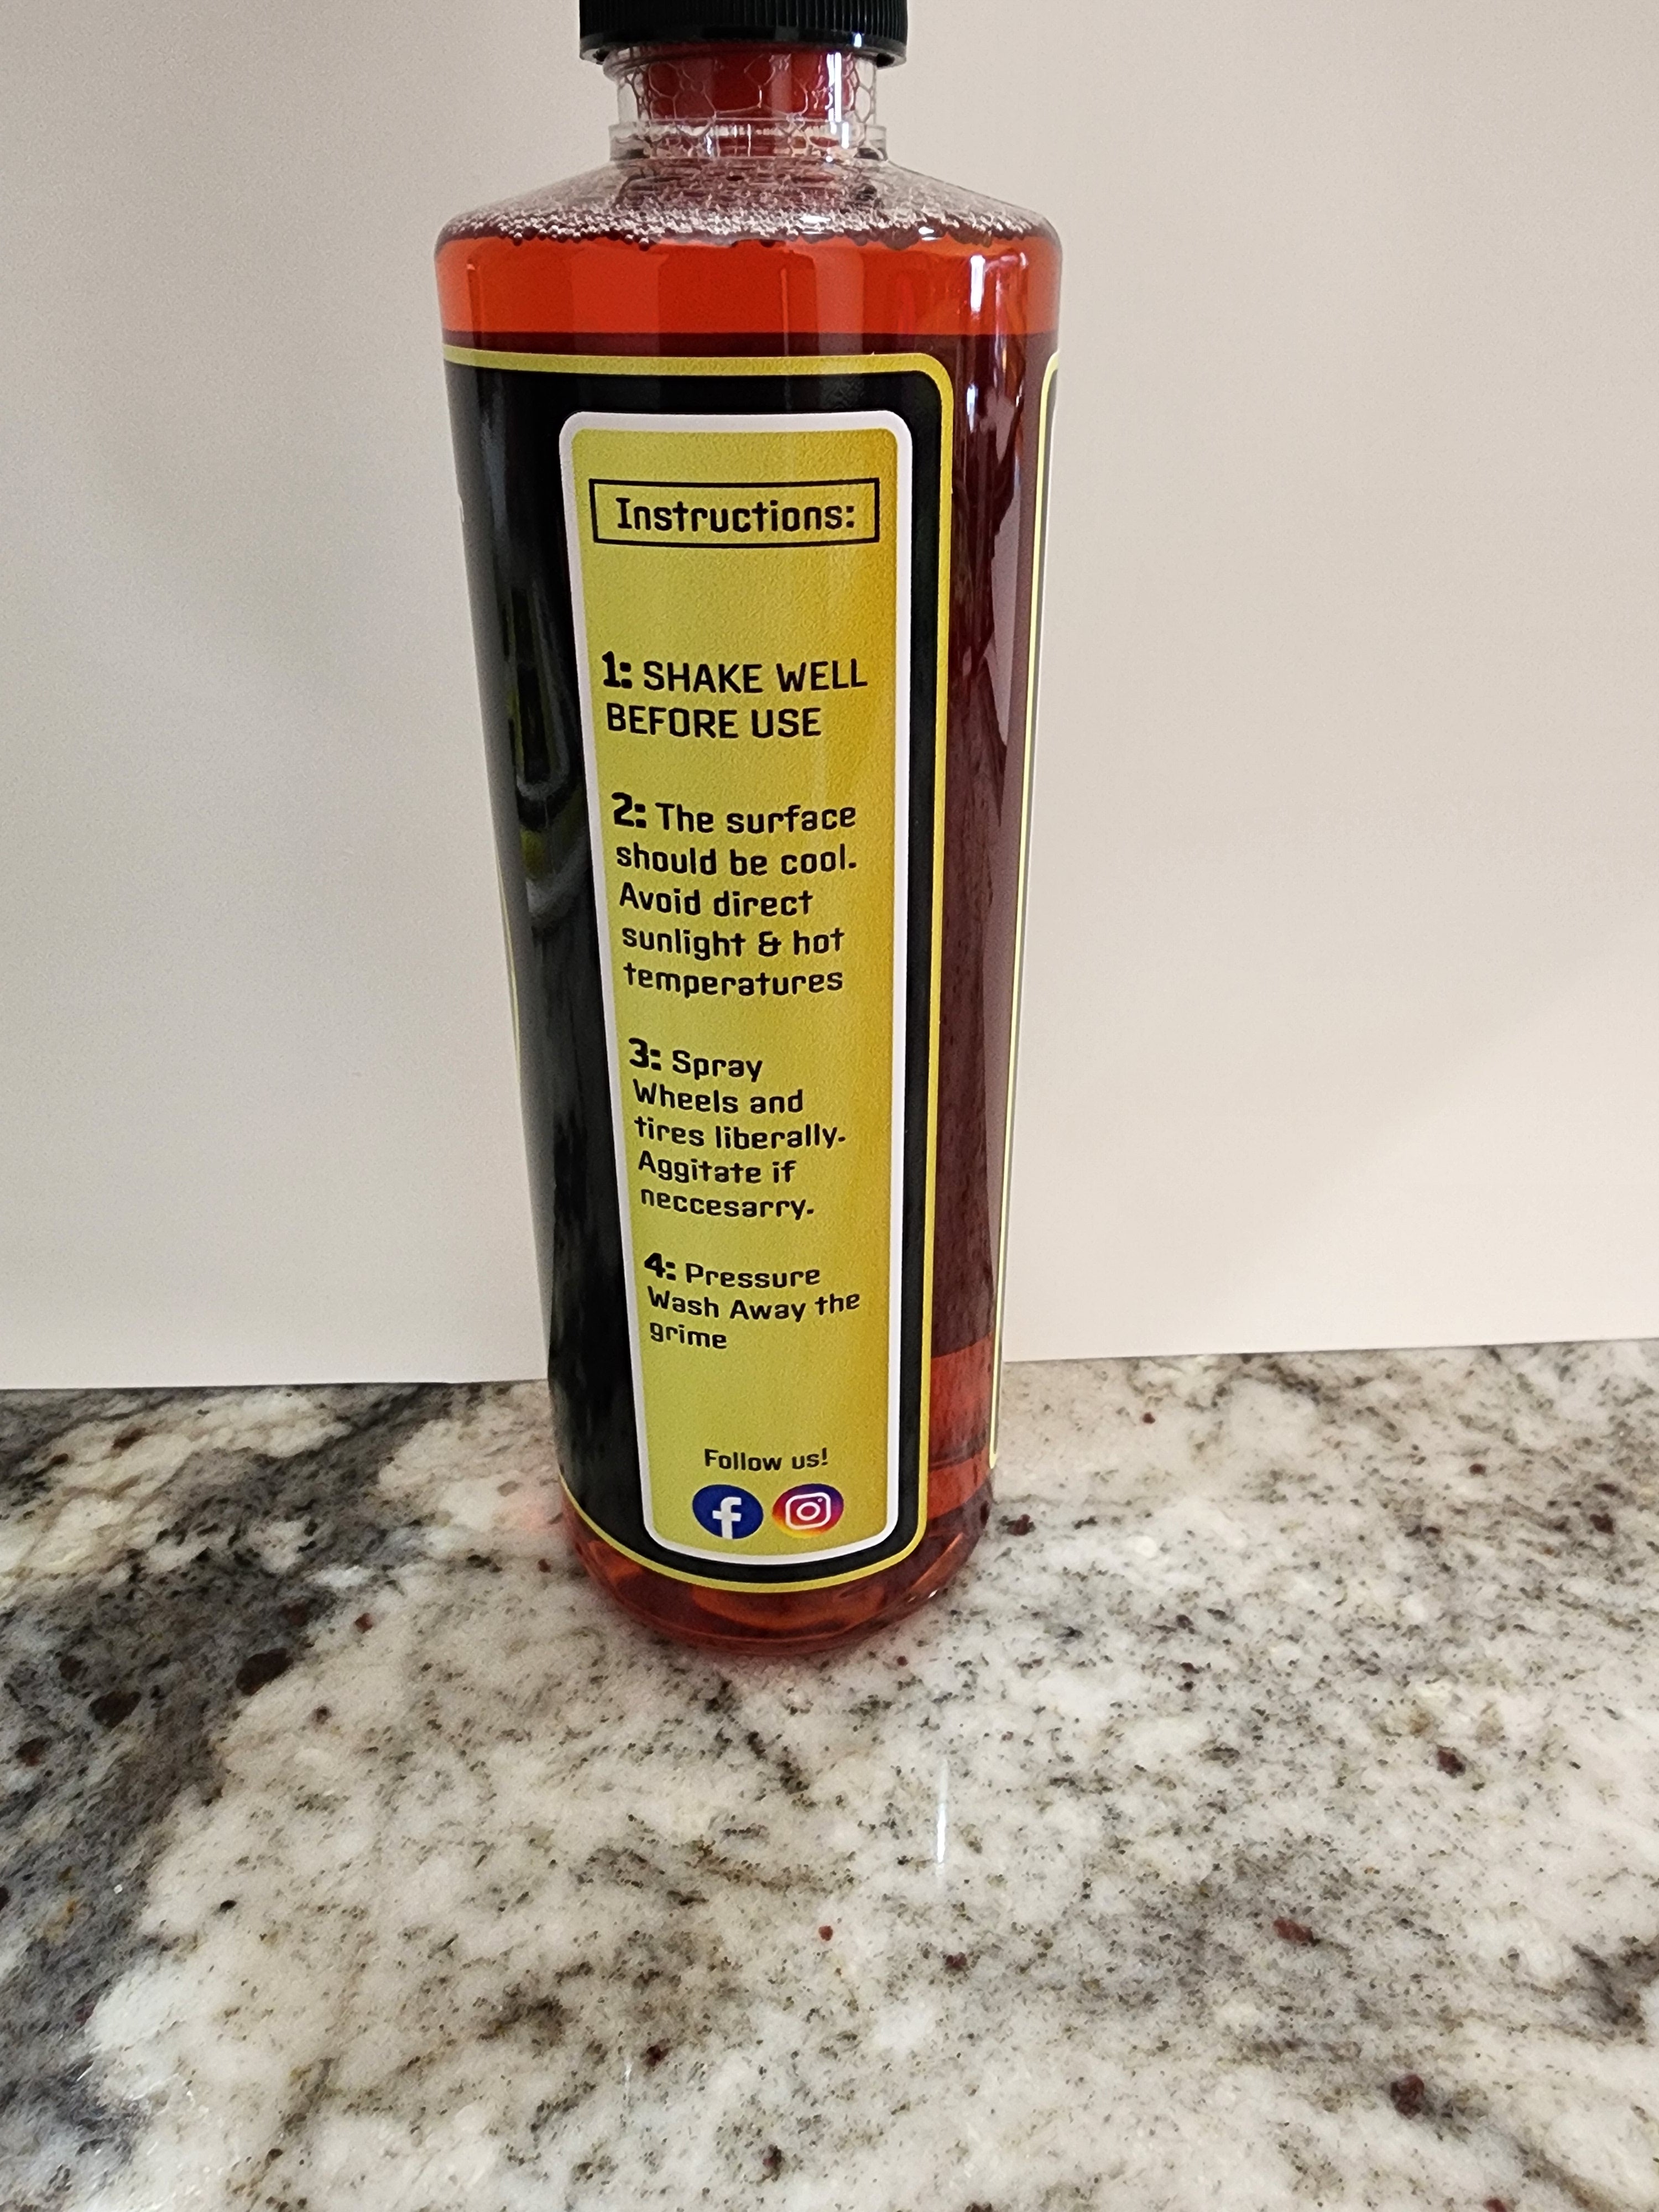 Instructions:
1: SHAKE WELL
BEFORE USE
2: The surface
should be cool.
Avoid direct
sunlight & hot
temperatures
3: Spray
Wheels and
tires liberally.
Aggitate if
neccesarry.
4: Pressure
Wash Away the
grime
Follow us!